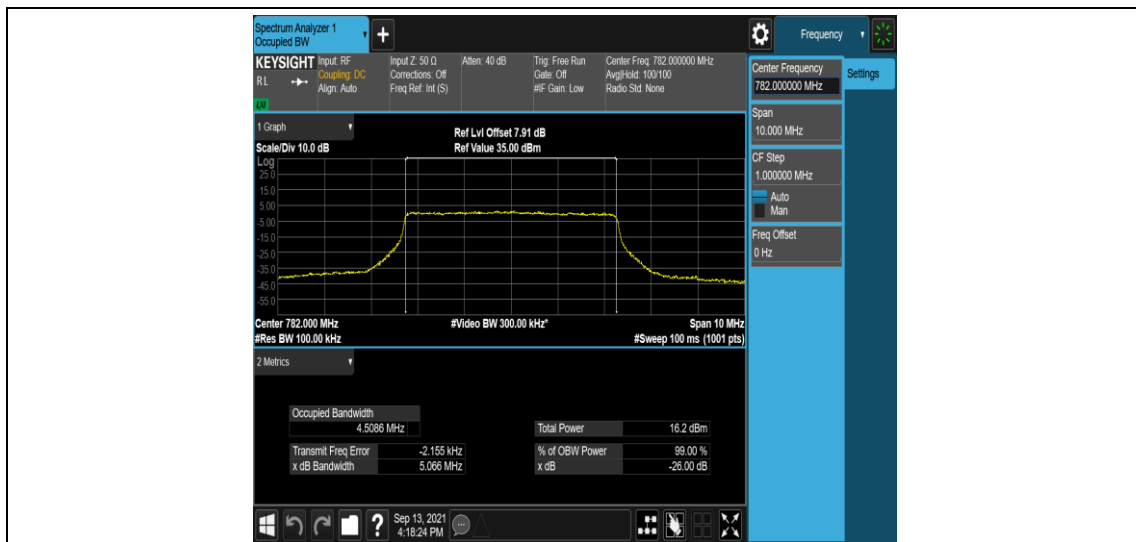 Spectrum Analyzer 1
Occupied BW
Frequency
KEYSIGHT
Input: RF
Coupling: DC
Align: Auto
Input Z: 50 Ω
Corrections: Off
Freq Ref: Int (S)
Atten: 40 dB
Trig: Free Run
Gate: Off
#IF Gain: Low
Center Freq: 782.000000 MHz
Avg|Hold: 100/100
Radio Std: None
RL
LXI
Center Frequency
782.000000 MHz
Settings
Span
10.000 MHz
CF Step
1.000000 MHz
Auto
Man
Freq Offset
0 Hz
1 Graph
Ref Lvl Offset 7.91 dB
Scale/Div 10.0 dB
Ref Value 35.00 dBm
Log
25.0
15.0
5.00
-5.00
-15.0
-25.0
-35.0
-45.0
-55.0
Center 782.000 MHz
#Video BW 300.00 kHz*
Span 10 MHz
#Res BW 100.00 kHz
#Sweep 100 ms (1001 pts)
2 Metrics
Occupied Bandwidth
4.5086 MHz
Total Power 16.2 dBm
Transmit Freq Error -2.155 kHz
% of OBW Power 99.00 %
x dB Bandwidth 5.066 MHz
x dB -26.00 dB
?
Sep 13, 2021
4:18:24 PM